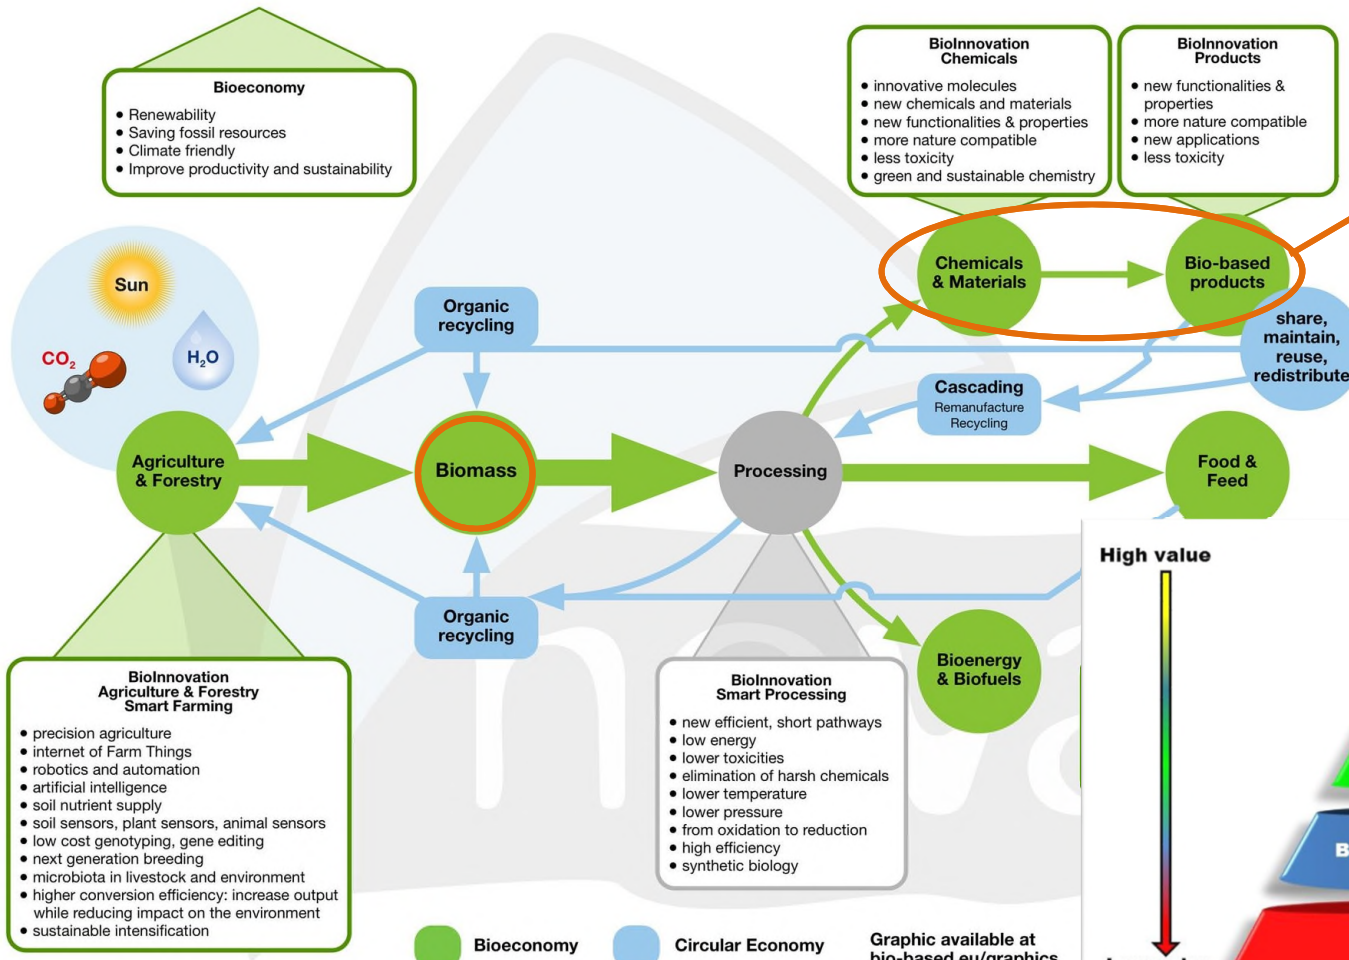 Bioeconomy
• Renewability
• Saving fossil resources
• Climate friendly
• Improve productivity and sustainability
BioInnovation
Chemicals
• innovative molecules
• new chemicals and materials
• new functionalities & properties
• more nature compatible
• less toxicity
• green and sustainable chemistry
BioInnovation
Products
• new functionalities &
properties
• more nature compatible
• new applications
• less toxicity
Sun
CO₂
H₂O
Organic
recycling
Chemicals
& Materials
Bio-based
products
share,
maintain,
reuse,
redistribute
Cascading
Remanufacture
Recycling
Agriculture
& Forestry
Biomass
Processing
Food &
Feed
Organic
recycling
Bioenergy
& Biofuels
High value
BioInnovation
Agriculture & Forestry
Smart Farming
• precision agriculture
• internet of Farm Things
• robotics and automation
• artificial intelligence
• soil nutrient supply
• soil sensors, plant sensors, animal sensors
• low cost genotyping, gene editing
• next generation breeding
• microbiota in livestock and environment
• higher conversion efficiency: increase output
while reducing impact on the environment
• sustainable intensification
BioInnovation
Smart Processing
• new efficient, short pathways
• low energy
• lower toxicities
• elimination of harsh chemicals
• lower temperature
• lower pressure
• from oxidation to reduction
• high efficiency
• synthetic biology
B
Bioeconomy
Circular Economy
Graphic available at
bio-based.eu/graphics